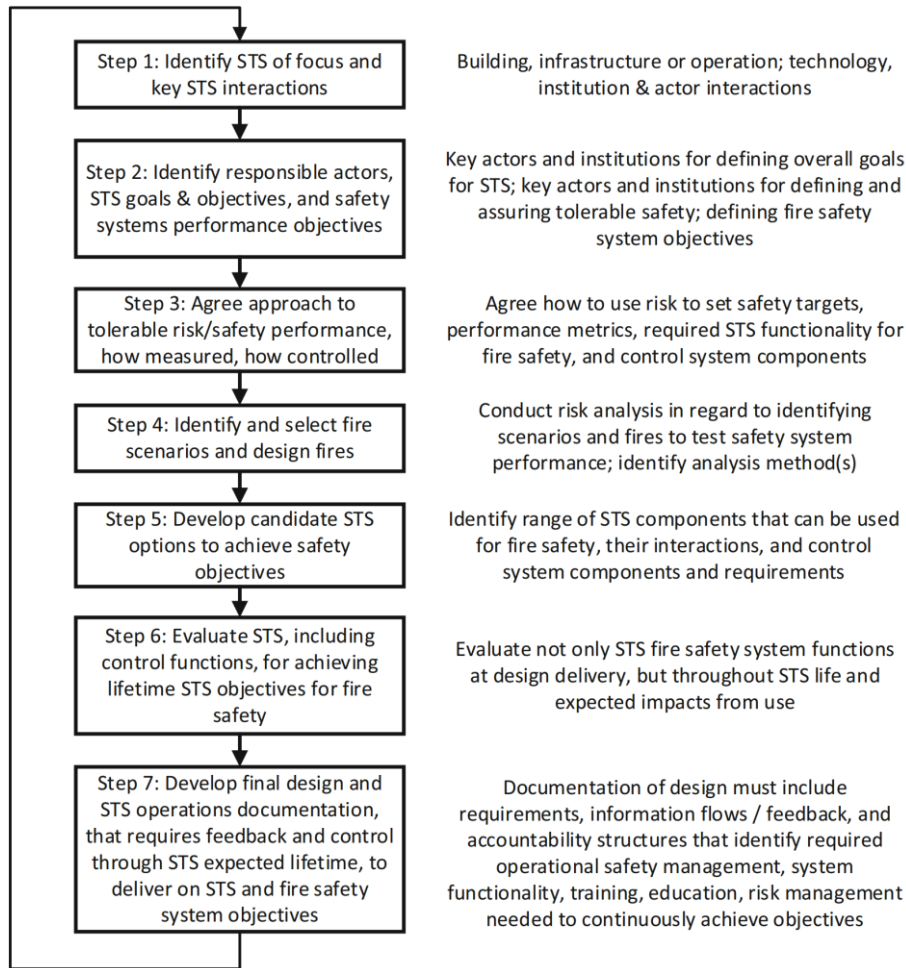 Step 1: Identify STS of focus and
key STS interactions
Building, infrastructure or operation; technology,
institution & actor interactions
Step 2: Identify responsible actors,
STS goals & objectives, and safety
systems performance objectives
Key actors and institutions for defining overall goals
for STS; key actors and institutions for defining and
assuring tolerable safety; defining fire safety
system objectives
Step 3: Agree approach to
tolerable risk/safety performance,
how measured, how controlled
Agree how to use risk to set safety targets,
performance metrics, required STS functionality for
fire safety, and control system components
Step 4: Identify and select fire
scenarios and design fires
Conduct risk analysis in regard to identifying
scenarios and fires to test safety system
performance; identify analysis method(s)
Step 5: Develop candidate STS
options to achieve safety
objectives
Identify range of STS components that can be used
for fire safety, their interactions, and control
system components and requirements
Step 6: Evaluate STS, including
control functions, for achieving
lifetime STS objectives for fire
safety
Evaluate not only STS fire safety system functions
at design delivery, but throughout STS life and
expected impacts from use
Step 7: Develop final design and
STS operations documentation,
that requires feedback and control
through STS expected lifetime, to
deliver on STS and fire safety
system objectives
Documentation of design must include
requirements, information flows / feedback, and
accountability structures that identify required
operational safety management, system
functionality, training, education, risk management
needed to continuously achieve objectives